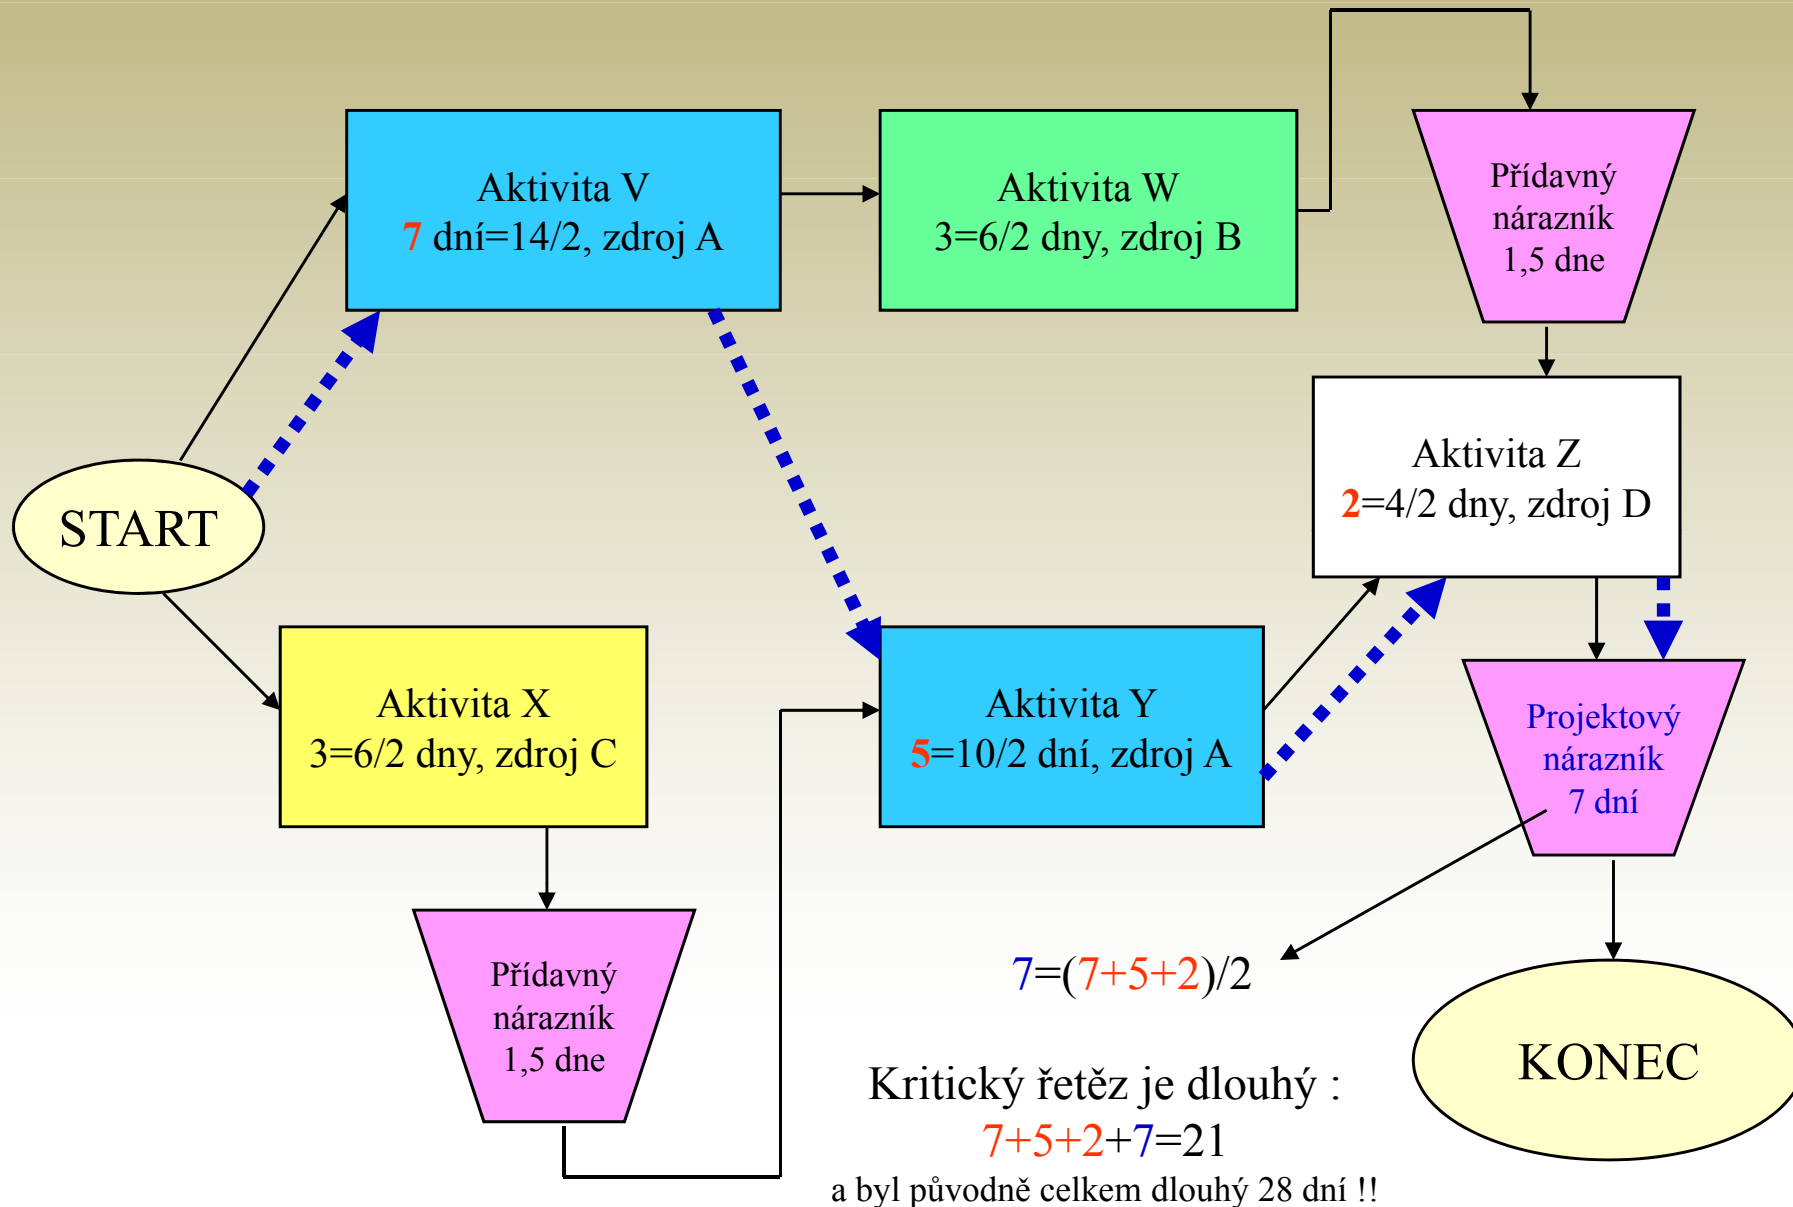 Aktivita V
7 dní=14/2, zdroj A
Aktivita W
3=6/2 dny, zdroj B
Přídavný
nárazník
1,5 dne
START
Aktivita Z
2=4/2 dny, zdroj D
Aktivita X
3=6/2 dny, zdroj C
Aktivita Y
5=10/2 dní, zdroj A
Projektový
nárazník
7 dní
Přídavný
nárazník
1,5 dne
7=(7+5+2)/2
KONEC
Kritický řetěz je dlouhý :
7+5+2+7=21
a byl původně celkem dlouhý 28 dní !!